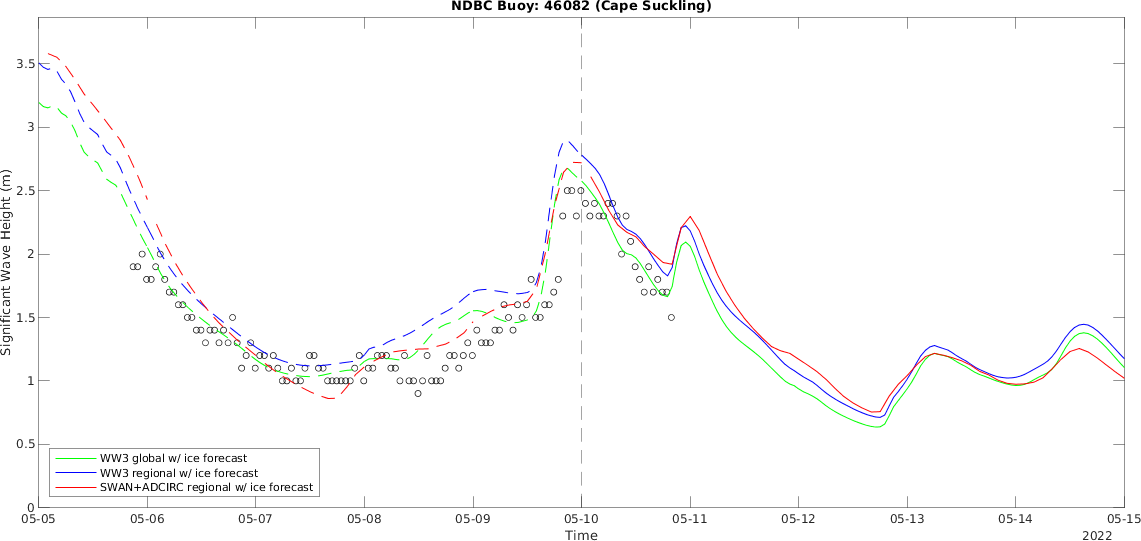 NDBC Buoy: 46082 (Cape Suckling)
Significant Wave Height (m)
3.5
3
2.5
2
1.5
1
0.5
0
WW3 global w/ ice forecast
WW3 regional w/ ice forecast
SWAN+ADCIRC regional w/ ice forecast
05-05 05-06 05-07 05-08 05-09 05-10 05-11 05-12 05-13 05-14 05-15
Time
2022